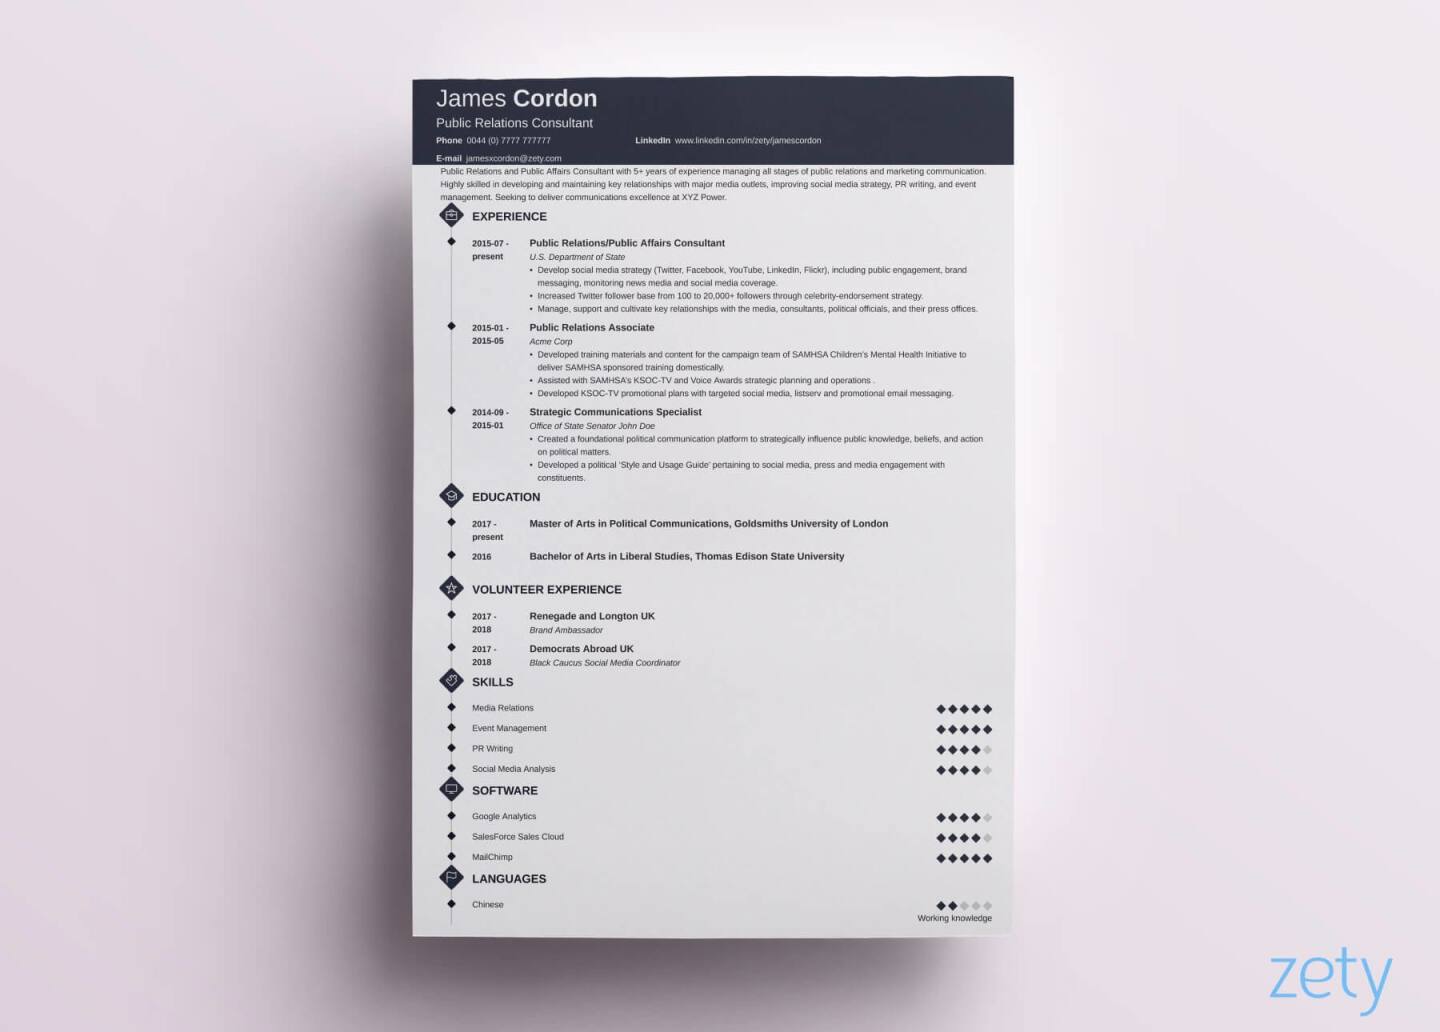 James Cordon
Public Relations Consultant
Phone 0044 (0) 7777 777777 LinkedIn www.linkedin.com/in/zety/jamescordon
E-mail jamesxcordon@zety.com
Public Relations and Public Affairs Consultant with 5+ years of experience managing all stages of public relations and marketing communication.
Highly skilled in developing and maintaining key relationships with major media outlets, improving social media strategy, PR writing, and event
management. Seeking to deliver communications excellence at XYZ Power.
EXPERIENCE
2015-07 - Public Relations/Public Affairs Consultant
present U.S. Department of State
• Develop social media strategy (Twitter, Facebook, YouTube, LinkedIn, Flickr), including public engagement, brand
messaging, monitoring news media and social media coverage.
• Increased Twitter follower base from 100 to 20,000+ followers through celebrity-endorsement strategy.
• Manage, support and cultivate key relationships with the media, consultants, political officials, and their press offices.
2015-01 - Public Relations Associate
2015-05 Acme Corp
• Developed training materials and content for the campaign team of SAMHSA Children's Mental Health Initiative to
deliver SAMHSA sponsored training domestically.
• Assisted with SAMHSA's KSOC-TV and Voice Awards strategic planning and operations .
• Developed KSOC-TV promotional plans with targeted social media, listserv and promotional email messaging.
2014-09 - Strategic Communications Specialist
2015-01 Office of State Senator John Doe
• Created a foundational political communication platform to strategically influence public knowledge, beliefs, and action
on political matters.
• Developed a political 'Style and Usage Guide' pertaining to social media, press and media engagement with
constituents.
EDUCATION
2017 - Master of Arts in Political Communications, Goldsmiths University of London
present
2016 Bachelor of Arts in Liberal Studies, Thomas Edison State University
VOLUNTEER EXPERIENCE
2017 - Renegade and Longton UK
2018 Brand Ambassador
2017 - Democrats Abroad UK
2018 Black Caucus Social Media Coordinator
SKILLS
Media Relations
Event Management
PR Writing
Social Media Analysis
SOFTWARE
Google Analytics
SalesForce Sales Cloud
MailChimp
LANGUAGES
Chinese
Working knowledge
zety